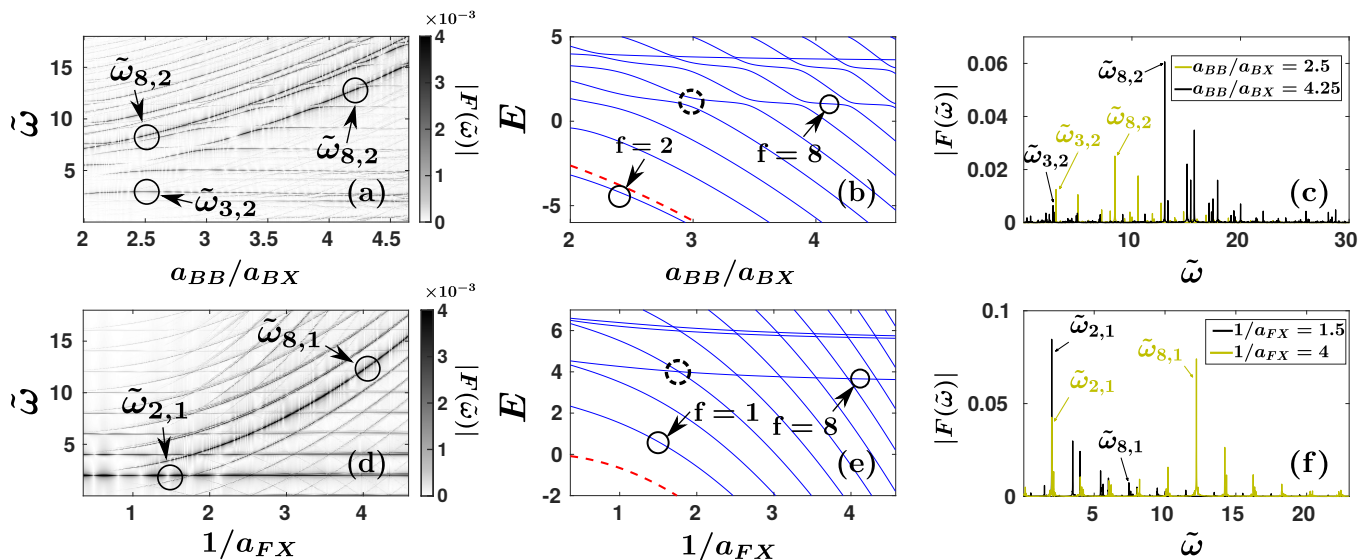 ×10⁻³
15
10
5
ω̃
ω̃8,2
ω̃8,2
ω̃3,2
(a)
2 2.5 3 3.5 4 4.5
aBB/aBX
4
3
2
1
0
|F(ω̃)|
5
0
-5
E
f = 2
f = 8
(b)
2 3 4
aBB/aBX
0.06
0.04
0.02
0
|F(ω̃)|
ω̃8,2
aBB/aBX = 2.5
aBB/aBX = 4.25
ω̃3,2
ω̃8,2
ω̃3,2
(c)
10 20 30
ω̃
×10⁻³
15
10
5
ω̃
ω̃8,1
ω̃2,1
(d)
1 2 3 4
1/aFX
4
3
2
1
0
|F(ω̃)|
6
4
2
0
-2
E
f = 1
f = 8
(e)
1 2 3 4
1/aFX
0.1
0.05
0
|F(ω̃)|
ω̃2,1
1/aFX = 1.5
1/aFX = 4
ω̃8,1
ω̃2,1
ω̃8,1
(f)
5 10 15 20
ω̃